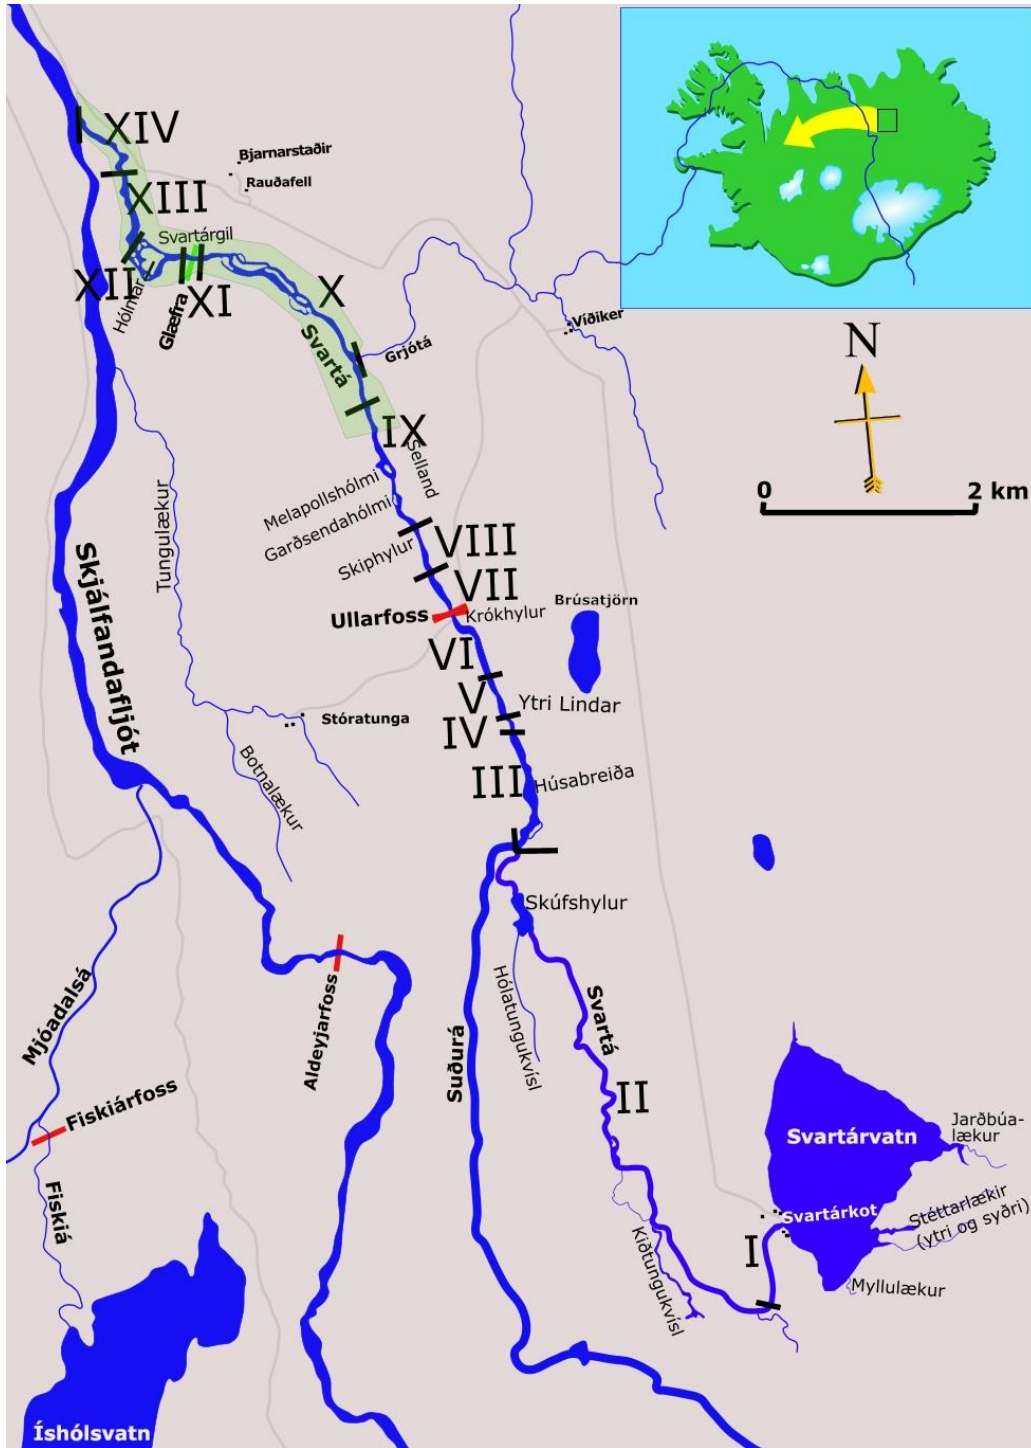 XIV
Bjarnarstaðir
Rauðafell
XIII
Svartárgil
XII
Hólmar
Glæfra
XI
X
Svartá
Grjótá
Víðiker
N
IX
Selland
Melapollshólmi
Garðsendahólmi
0
2 km
Tungulækur
Skiphylur
VIII
VII
Skjálfandafljót
Ullarfoss
Krókhylur
Brúsatjörn
VI
V
Ytri Lindar
Stóratunga
IV
Botnalækur
III
Húsabreiða
Skúfshylur
Mjóadalsá
Aldeyjarfoss
Suðurá
Hólatungukvísl
Svartá
II
Fiskiárfoss
Svartárvatn
Jarðbúa-
lækur
Fiskiá
Svartárkot
Stéttarlækir
(ytri og syðri)
I
Kiðtungukvísl
Myllulækur
Íshólsvatn